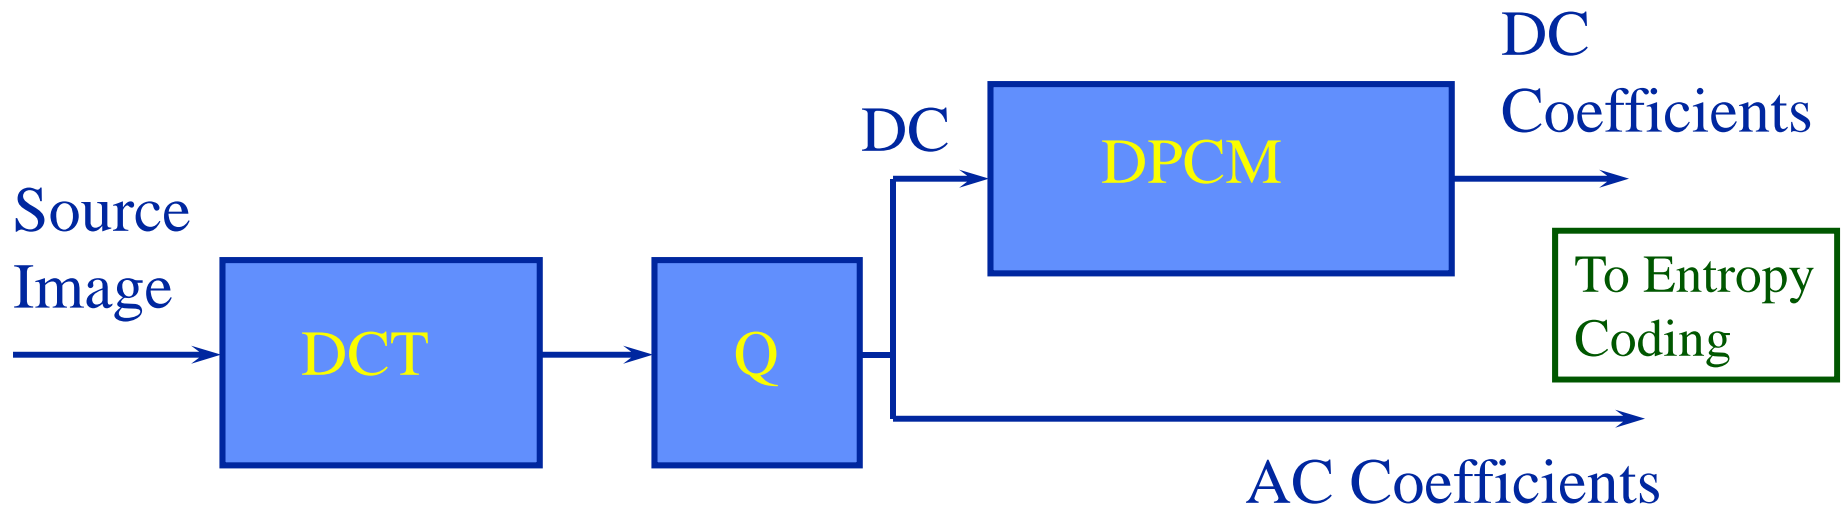 Source
Image
DCT
Q
DC
DPCM
DC
Coefficients
To Entropy
Coding
AC Coefficients